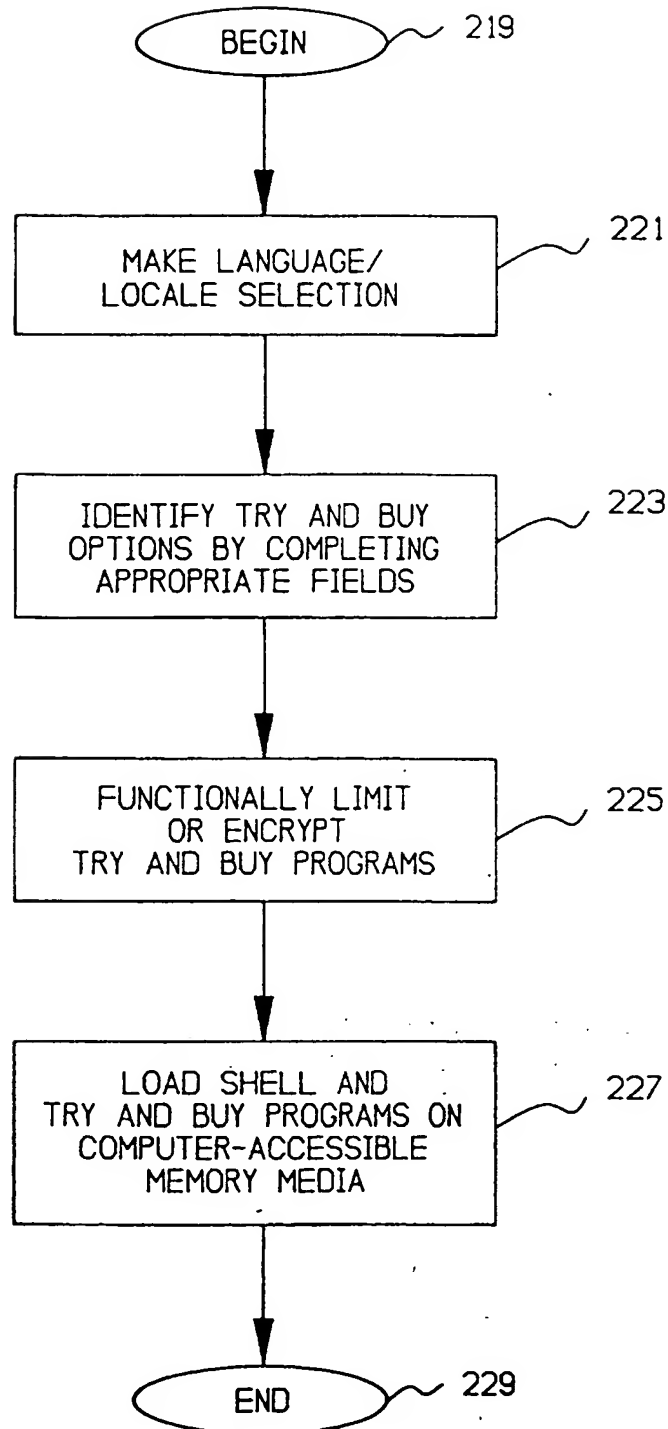 BEGIN
219
MAKE LANGUAGE/
LOCALE SELECTION
221
IDENTIFY TRY AND BUY
OPTIONS BY COMPLETING
APPROPRIATE FIELDS
223
FUNCTIONALLY LIMIT
OR ENCRYPT
TRY AND BUY PROGRAMS
225
LOAD SHELL AND
TRY AND BUY PROGRAMS ON
COMPUTER-ACCESSIBLE
MEMORY MEDIA
227
END
229